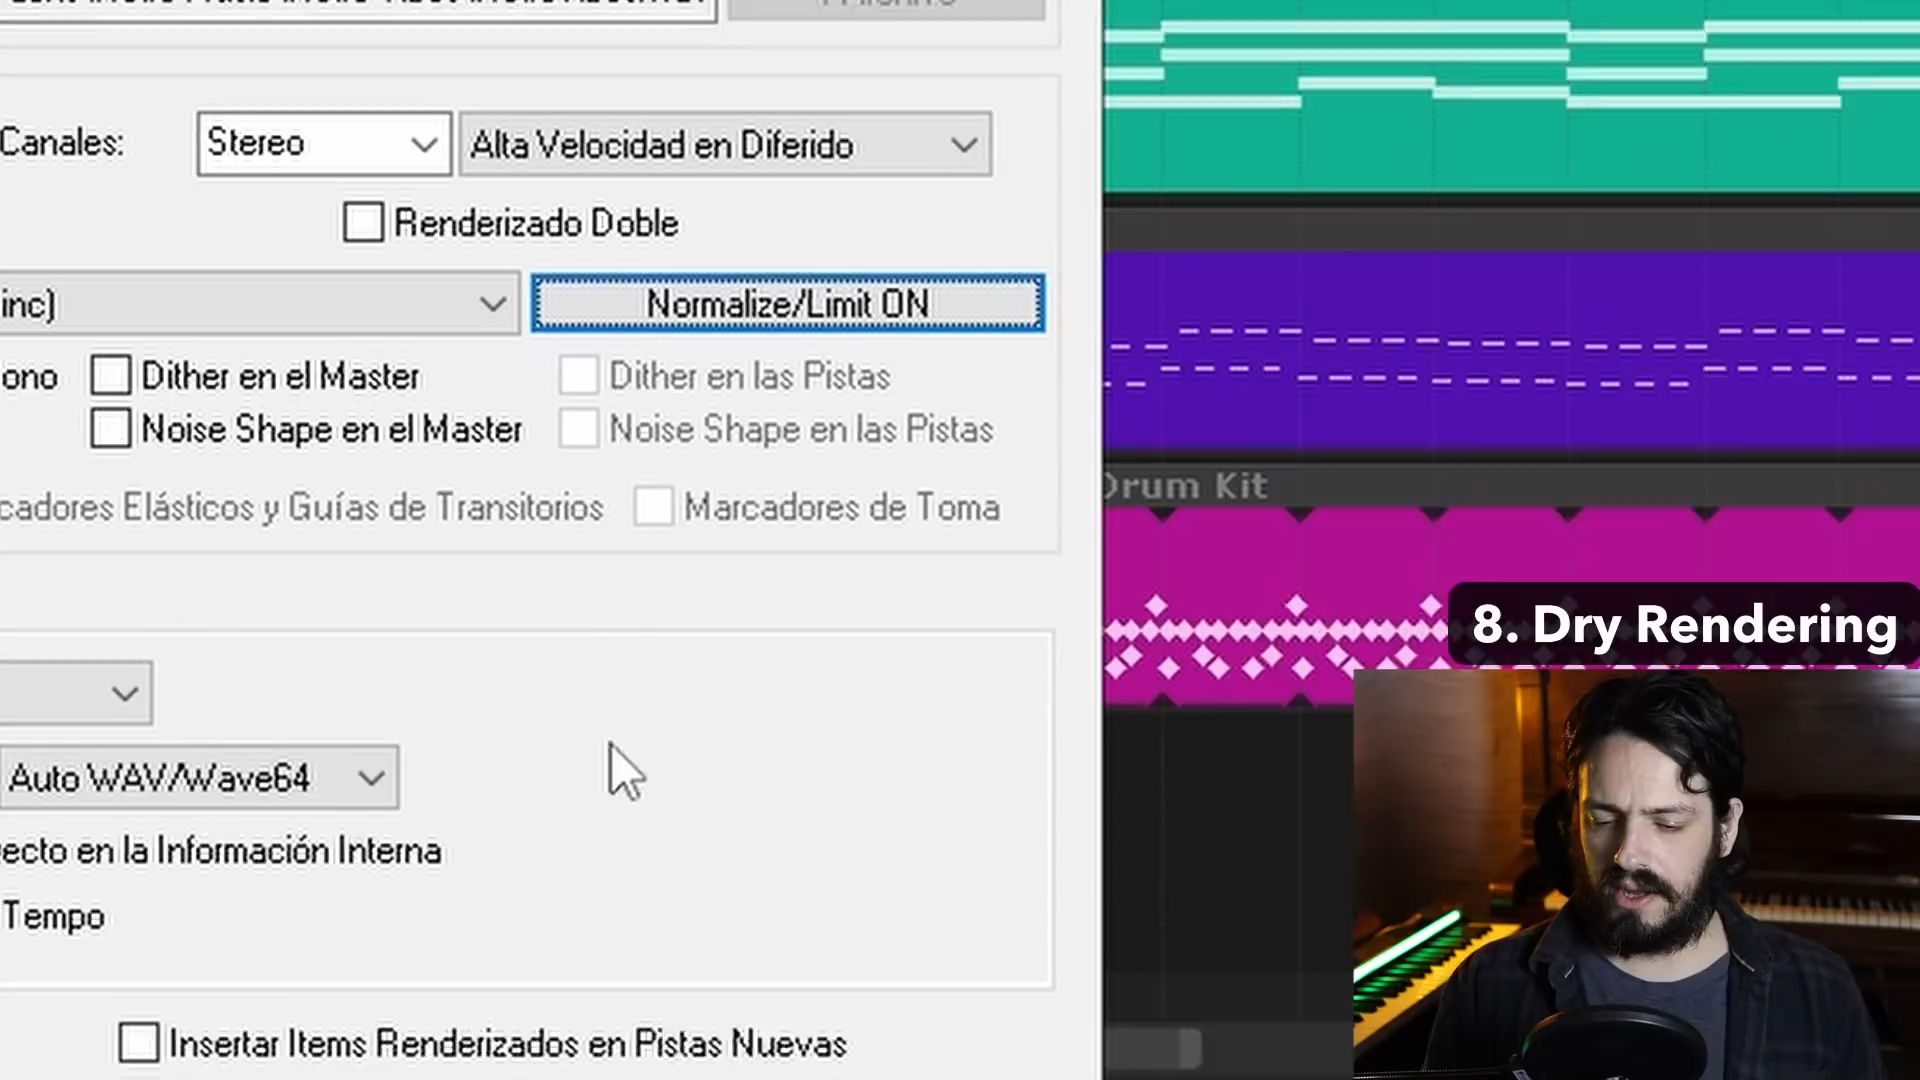 Canales:
Stereo
Alta Velocidad en Diferido
Renderizado Doble
inc)
Normalize/Limit ON
ono
Dither en el Master
Dither en las Pistas
Noise Shape en el Master
Noise Shape en las Pistas
cadores Elásticos y Guías de Transitorios
Marcadores de Toma
Auto WAV/Wave64
ecto en la Información Interna
Tempo
Insertar Items Renderizados en Pistas Nuevas
Drum Kit
8. Dry Rendering